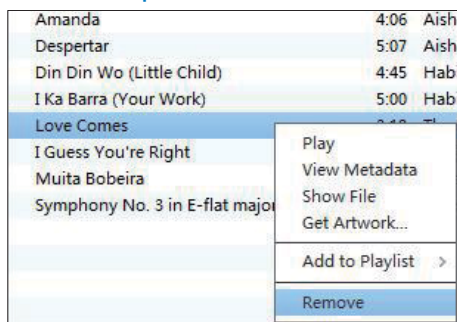 Amanda 4:06 Aish
Despertar 5:07 Aish
Din Din Wo (Little Child) 4:45 Hab
I Ka Barra (Your Work) 5:00 Hab
Love Comes
I Guess You're Right
Muita Bobeira
Symphony No. 3 in E-flat major
Play
View Metadata
Show File
Get Artwork...
Add to Playlist >
Remove